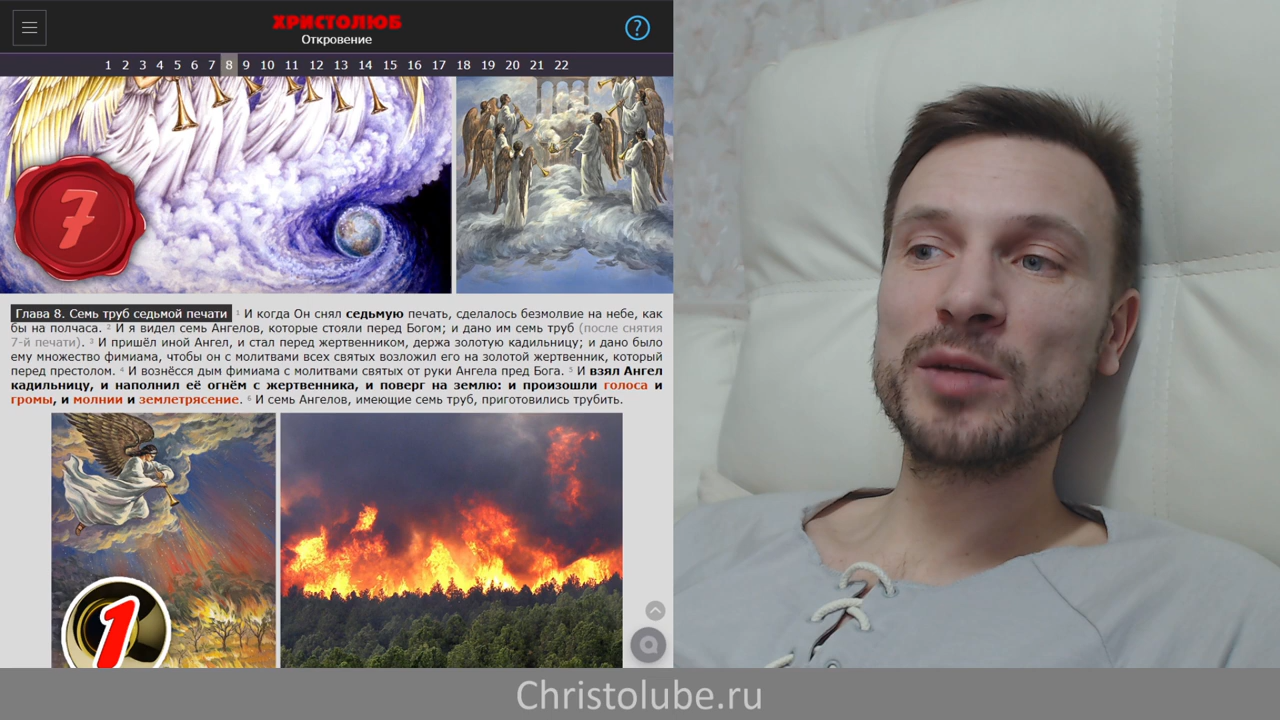 ХРИСТОЛЮБ
Откровение
?
1 2 3 4 5 6 7 8 9 10 11 12 13 14 15 16 17 18 19 20 21 22
7
Глава 8. Семь труб седьмой печати 1 И когда Он снял седьмую печать, сделалось безмолвие на небе, как
бы на полчаса. 2 И я видел семь Ангелов, которые стояли перед Богом; и дано им семь труб (после снятия
7-й печати). 3 И пришёл иной Ангел, и стал перед жертвенником, держа золотую кадильницу; и дано было
ему множество фимиама, чтобы он с молитвами всех святых возложил его на золотой жертвенник, который
перед престолом. 4 И вознёсся дым фимиама с молитвами святых от руки Ангела пред Бога. 5 И взял Ангел
кадильницу, и наполнил её огнём с жертвенника, и поверг на землю: и произошли голоса и
громы, и молнии и землетрясение. 6 И семь Ангелов, имеющие семь труб, приготовились трубить.
1
Christolube.ru